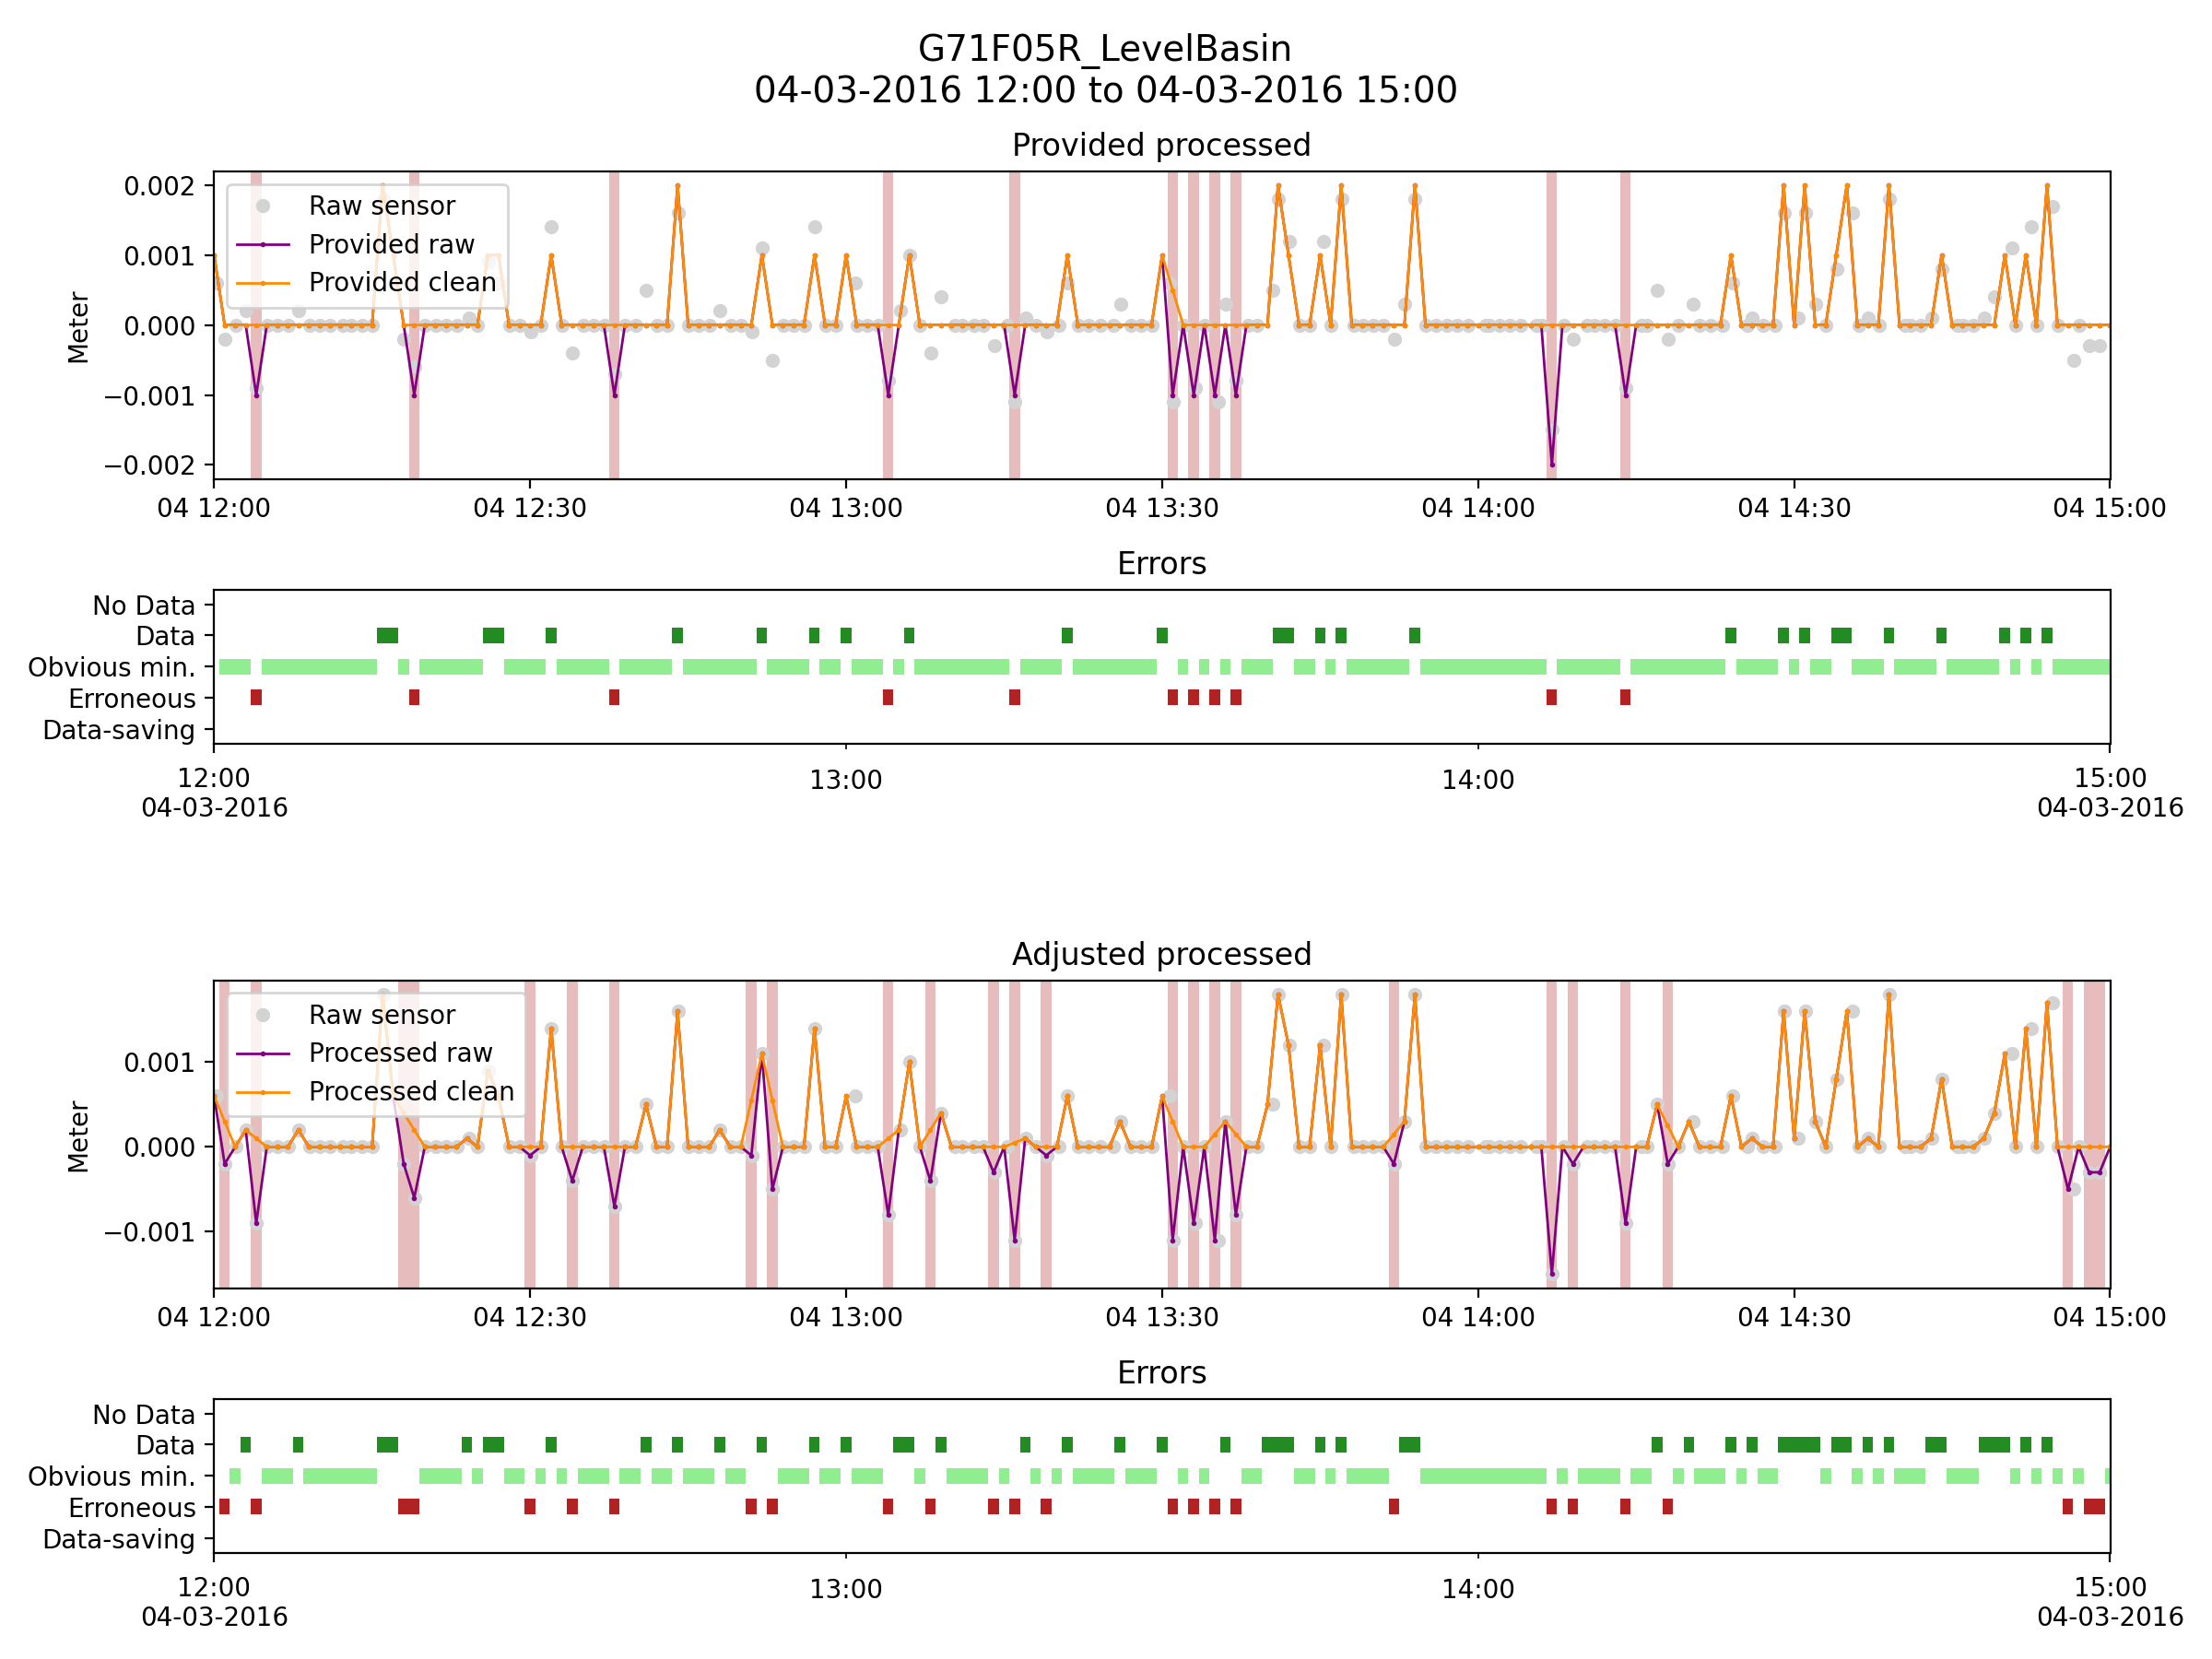 G71F05R_LevelBasin
04-03-2016 12:00 to 04-03-2016 15:00
Provided processed
Raw sensor
Provided raw
Provided clean
Meter
0.002
0.001
0.000
−0.001
−0.002
04 12:00 04 12:30 04 13:00 04 13:30 04 14:00 04 14:30 04 15:00
Errors
No Data
Data
Obvious min.
Erroneous
Data-saving
12:00 13:00 14:00 15:00
04-03-2016 04-03-2016
Adjusted processed
Raw sensor
Processed raw
Processed clean
Meter
0.001
0.000
−0.001
04 12:00 04 12:30 04 13:00 04 13:30 04 14:00 04 14:30 04 15:00
Errors
No Data
Data
Obvious min.
Erroneous
Data-saving
12:00 13:00 14:00 15:00
04-03-2016 04-03-2016